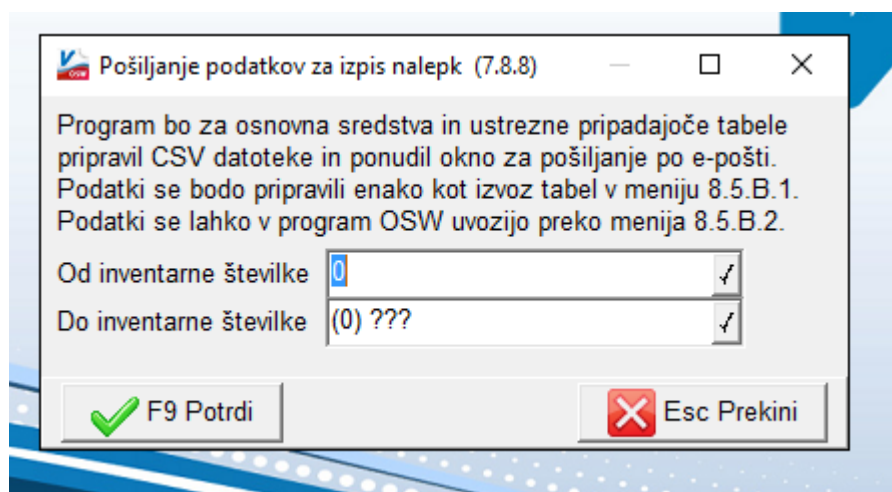 Pošiljanje podatkov za izpis nalepk (7.8.8)
Program bo za osnovna sredstva in ustrezne pripadajoče tabele
pripravil CSV datoteke in ponudil okno za pošiljanje po e-pošti.
Podatki se bodo pripravili enako kot izvoz tabel v meniju 8.5.B.1.
Podatki se lahko v program OSW uvozijo preko menija 8.5.B.2.
Od inventarne številke 0
Do inventarne številke (0) ???
F9 Potrdi Esc Prekini